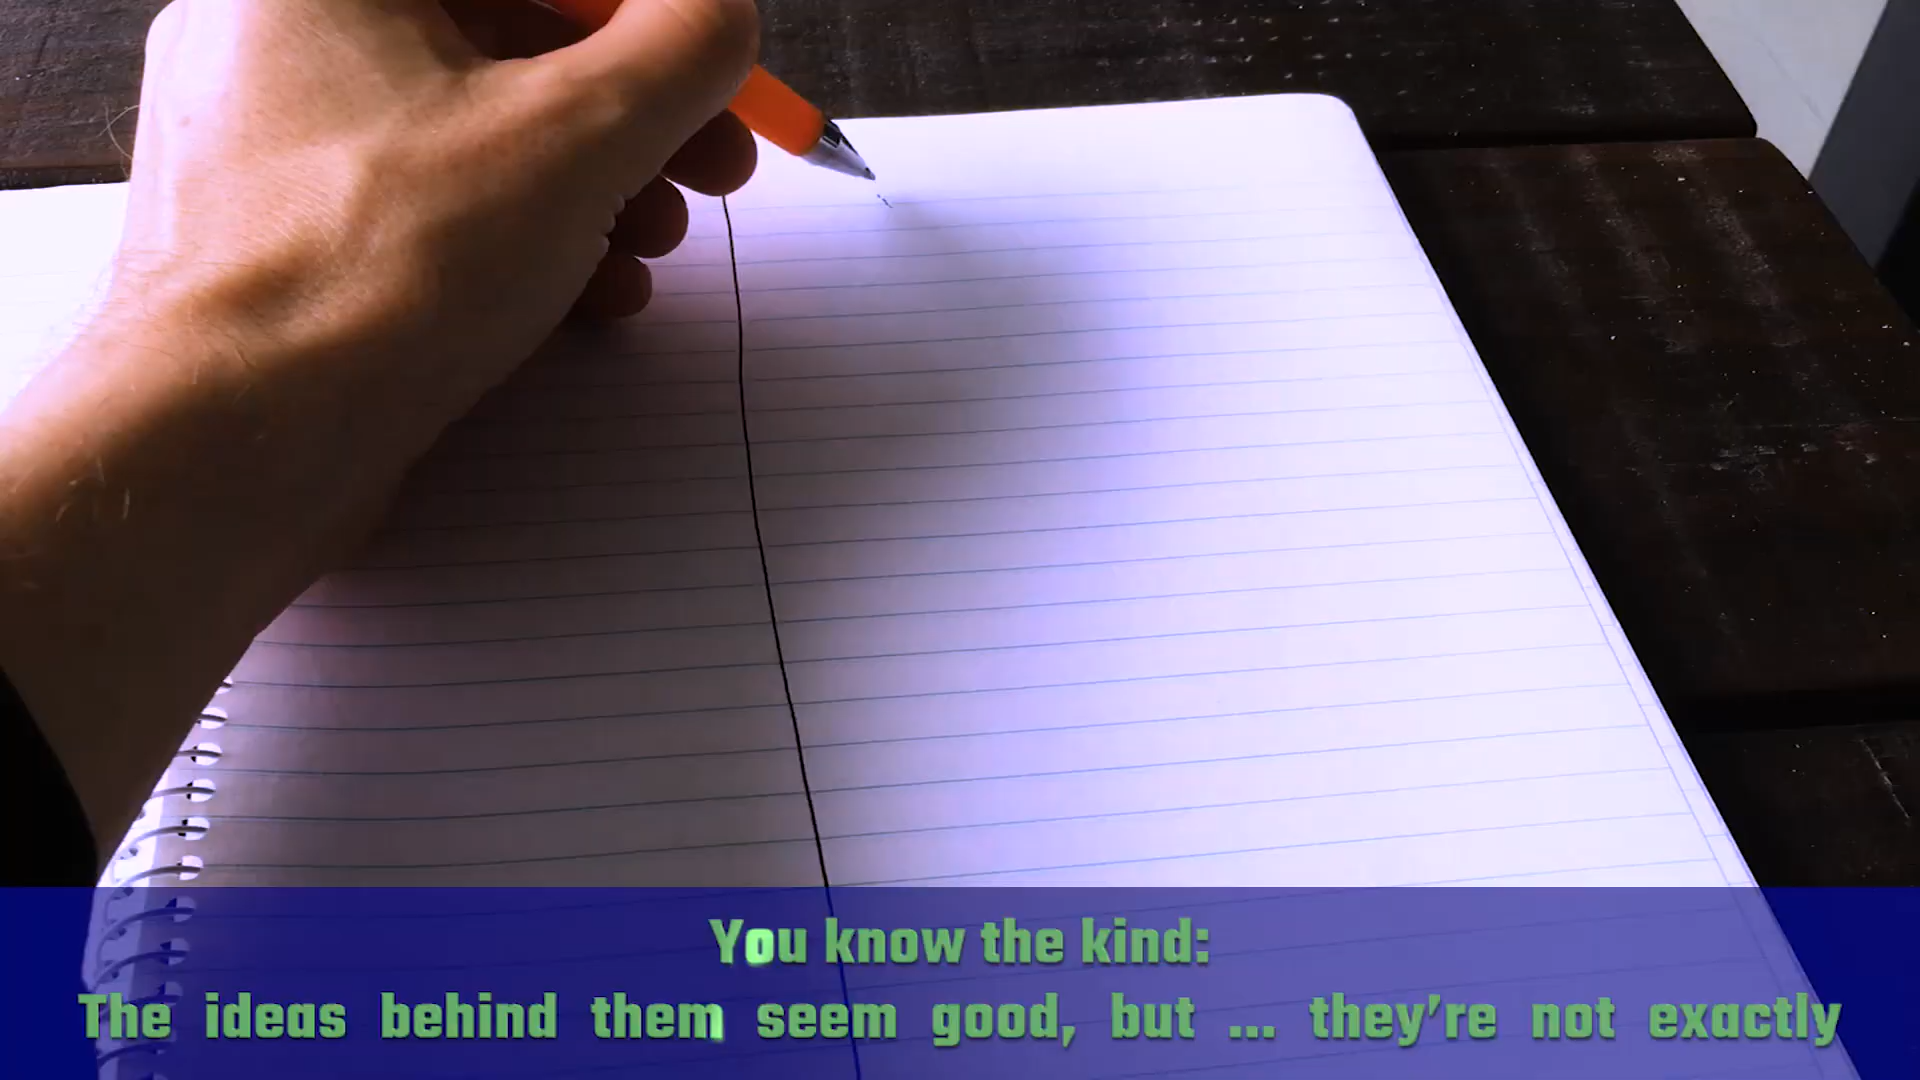 You know the kind:
The ideas behind them seem good, but ... they’re not exactly